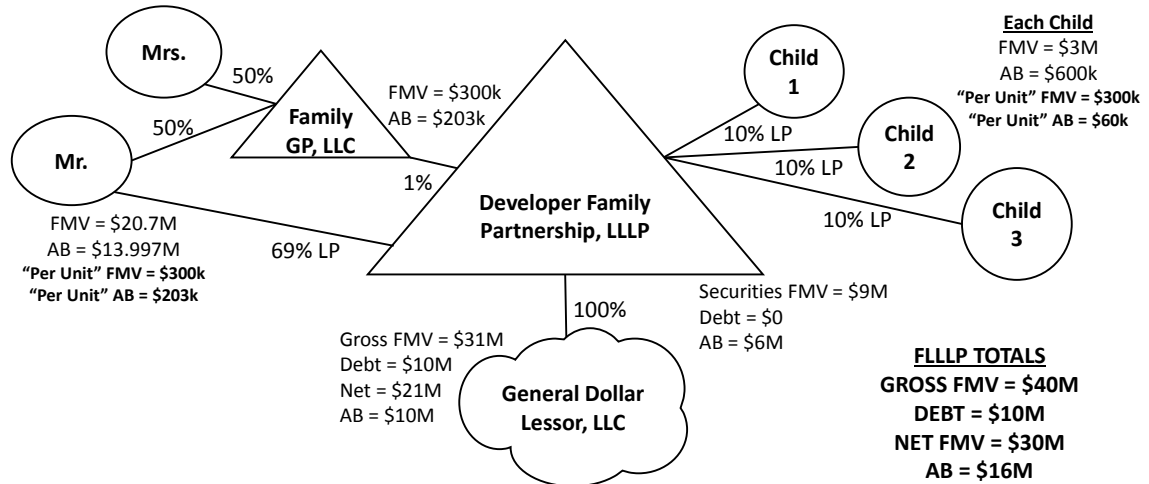 Mrs.
50%
Family
GP, LLC
FMV = $300k
AB = $203k
50%
Mr.
1%
FMV = $20.7M
AB = $13.997M
“Per Unit” FMV = $300k
“Per Unit” AB = $203k
69% LP
Developer Family
Partnership, LLLP
Child
1
10% LP
Child
2
10% LP
Child
3
10% LP
Each Child
FMV = $3M
AB = $600k
“Per Unit” FMV = $300k
“Per Unit” AB = $60k
100%
Gross FMV = $31M
Debt = $10M
Net = $21M
AB = $10M
General Dollar
Lessor, LLC
Securities FMV = $9M
Debt = $0
AB = $6M
FLLLP TOTALS
GROSS FMV = $40M
DEBT = $10M
NET FMV = $30M
AB = $16M